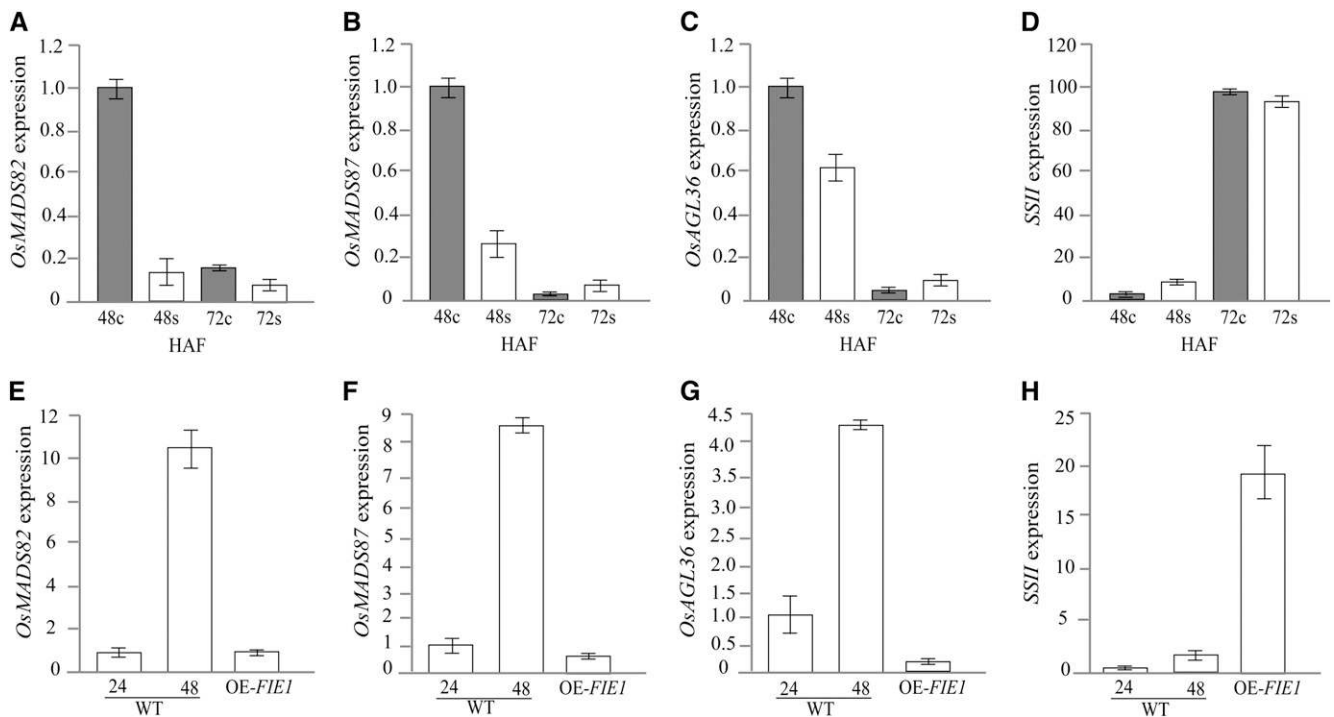 A
OsMADS82 expression
1.2
1.0
0.8
0.6
0.4
0.2
0
48c 48s 72c 72s
HAF
B
OsMADS87 expression
1.2
1.0
0.8
0.6
0.4
0.2
0
48c 48s 72c 72s
HAF
C
OsAGL36 expression
1.2
1.0
0.8
0.6
0.4
0.2
0
48c 48s 72c 72s
HAF
D
SSII expression
120
100
80
60
40
20
0
48c 48s 72c 72s
HAF
E
OsMADS82 expression
12
10
8
6
4
2
0
24 48 OE-FIE1
WT
F
OsMADS87 expression
9
8
7
6
5
4
3
2
1
0
24 48 OE-FIE1
WT
G
OsAGL36 expression
4.5
4.0
3.5
3.0
2.5
2.0
1.5
1.0
0.5
0
24 48 OE-FIE1
WT
H
SSII expression
25
20
15
10
5
0
24 48 OE-FIE1
WT